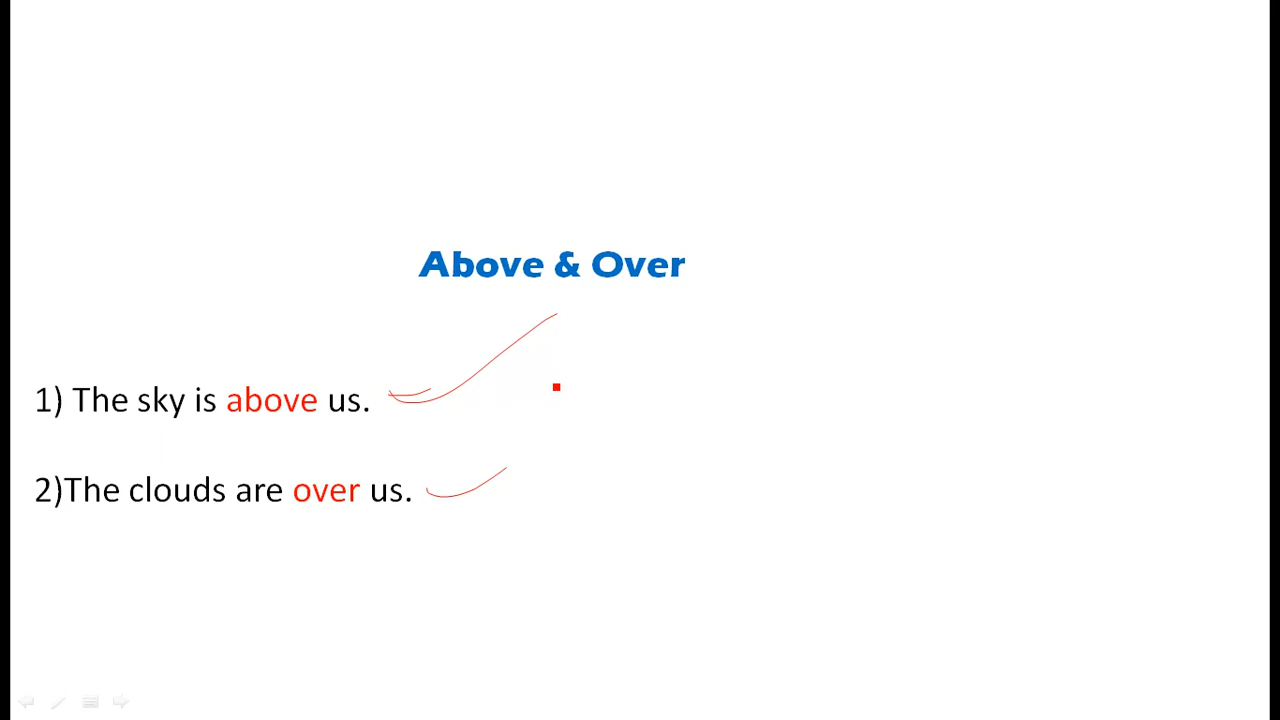 Above & Over
1) The sky is above us.
2)The clouds are over us.